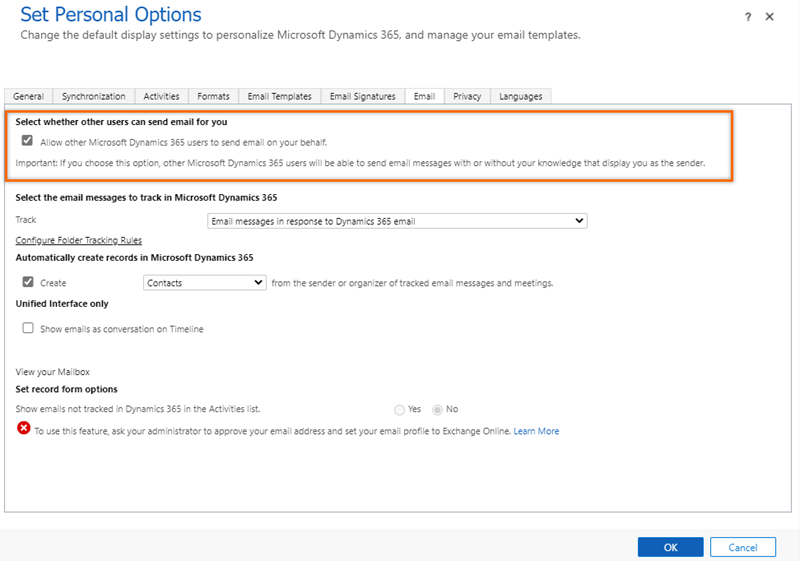 Set Personal Options
? ✕
Change the default display settings to personalize Microsoft Dynamics 365, and manage your email templates.
General Synchronization Activities Formats Email Templates Email Signatures Email Privacy Languages
Select whether other users can send email for you
Allow other Microsoft Dynamics 365 users to send email on your behalf.
Important: If you choose this option, other Microsoft Dynamics 365 users will be able to send email messages with or without your knowledge that display you as the sender.
Select the email messages to track in Microsoft Dynamics 365
Track Email messages in response to Dynamics 365 email
Configure Folder Tracking Rules
Automatically create records in Microsoft Dynamics 365
Create Contacts from the sender or organizer of tracked email messages and meetings.
Unified Interface only
Show emails as conversation on Timeline
View your Mailbox
Set record form options
Show emails not tracked in Dynamics 365 in the Activities list. Yes No
To use this feature, ask your administrator to approve your email address and set your email profile to Exchange Online. Learn More
OK Cancel